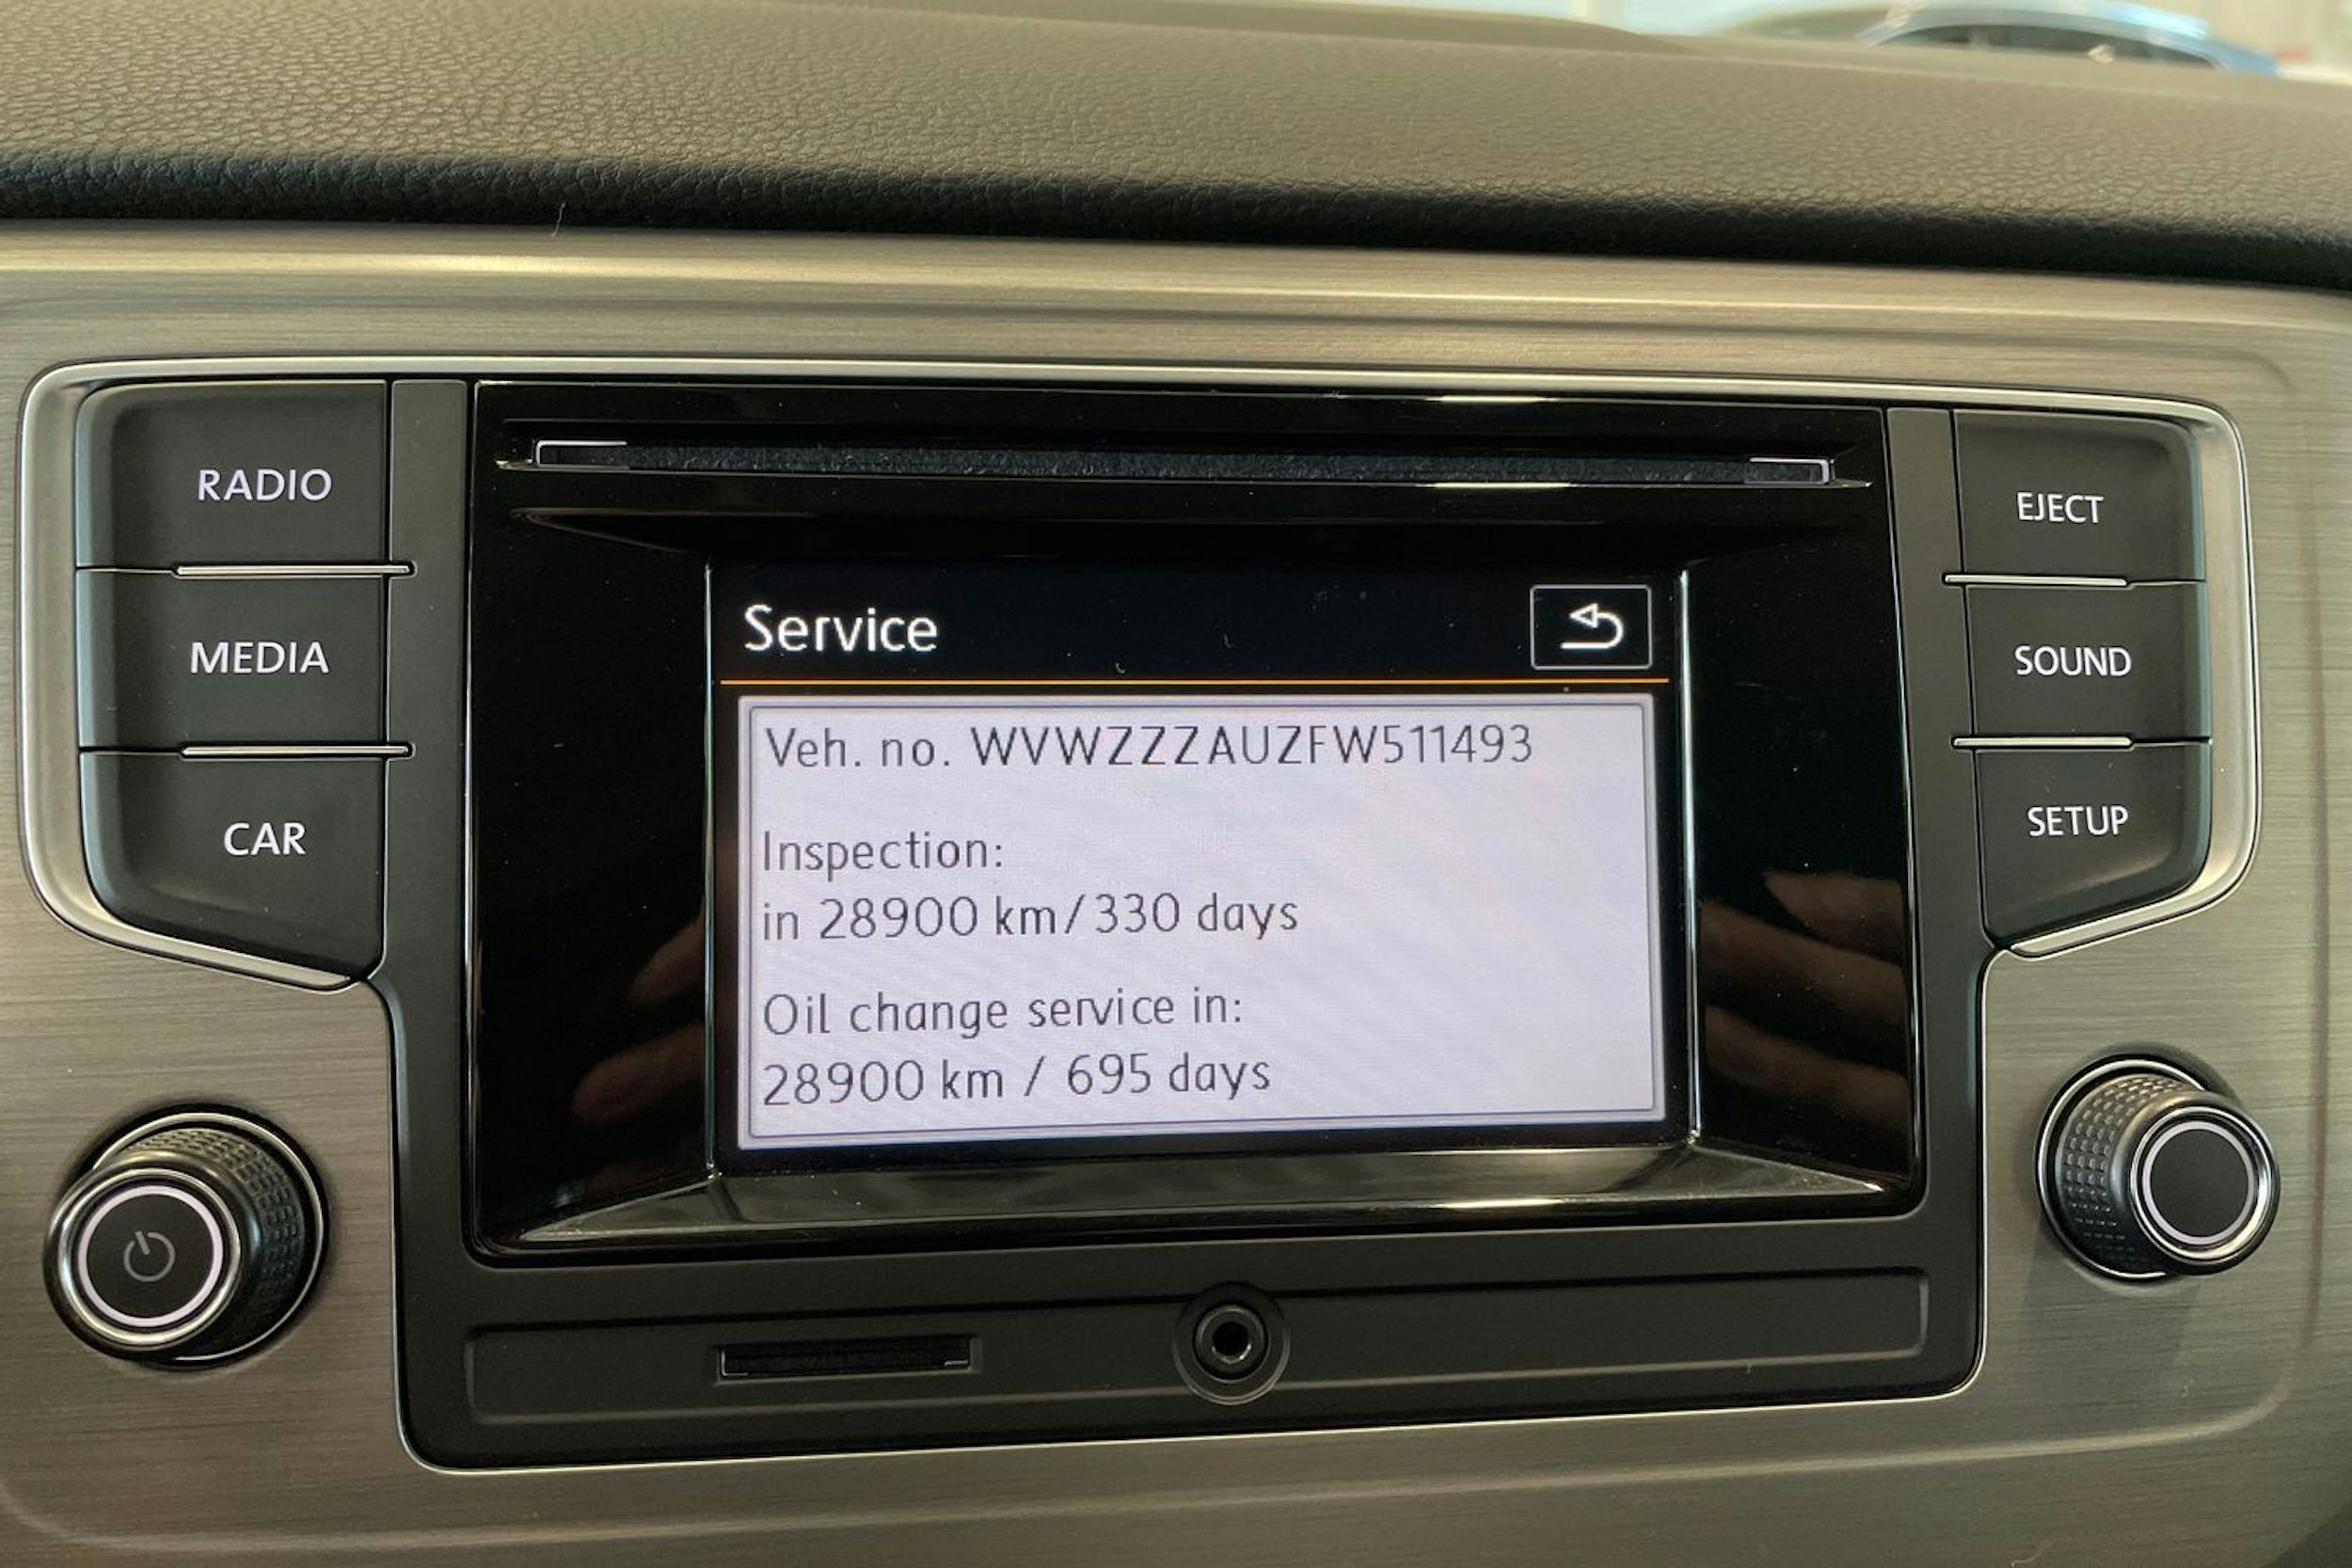 RADIO
MEDIA
CAR
Service
Veh. no. WVWZZZAUZFW511493
Inspection:
in 28900 km/330 days
Oil change service in:
28900 km / 695 days
EJECT
SOUND
SETUP